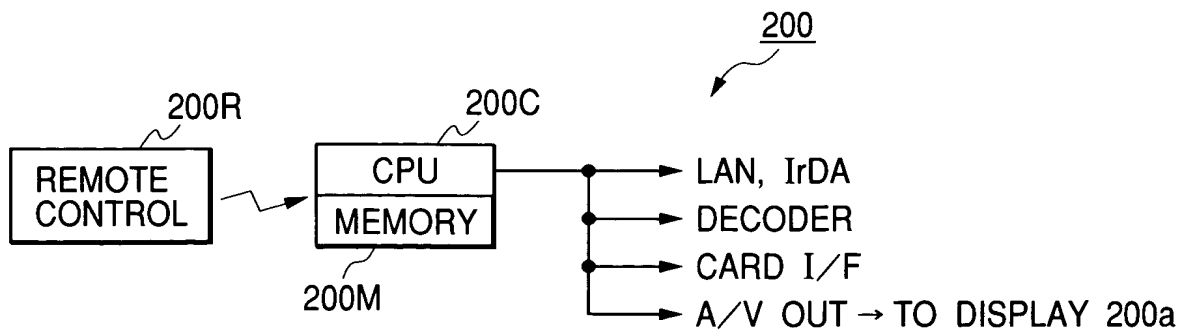 200
200R
200C
REMOTE
CONTROL
CPU
MEMORY
200M
LAN, IrDA
DECODER
CARD I/F
A/V OUT → TO DISPLAY 200a